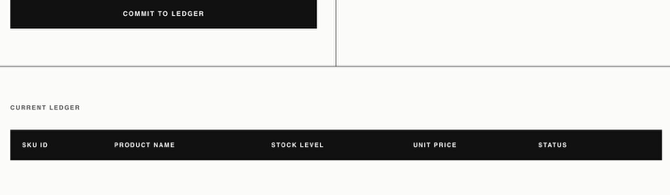 COMMIT TO LEDGER
CURRENT LEDGER
SKU ID PRODUCT NAME STOCK LEVEL UNIT PRICE STATUS